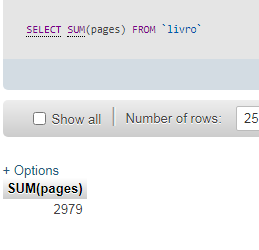 SELECT SUM(pages) FROM `livro`
Show all
Number of rows:
25
+ Options
SUM(pages)
2979